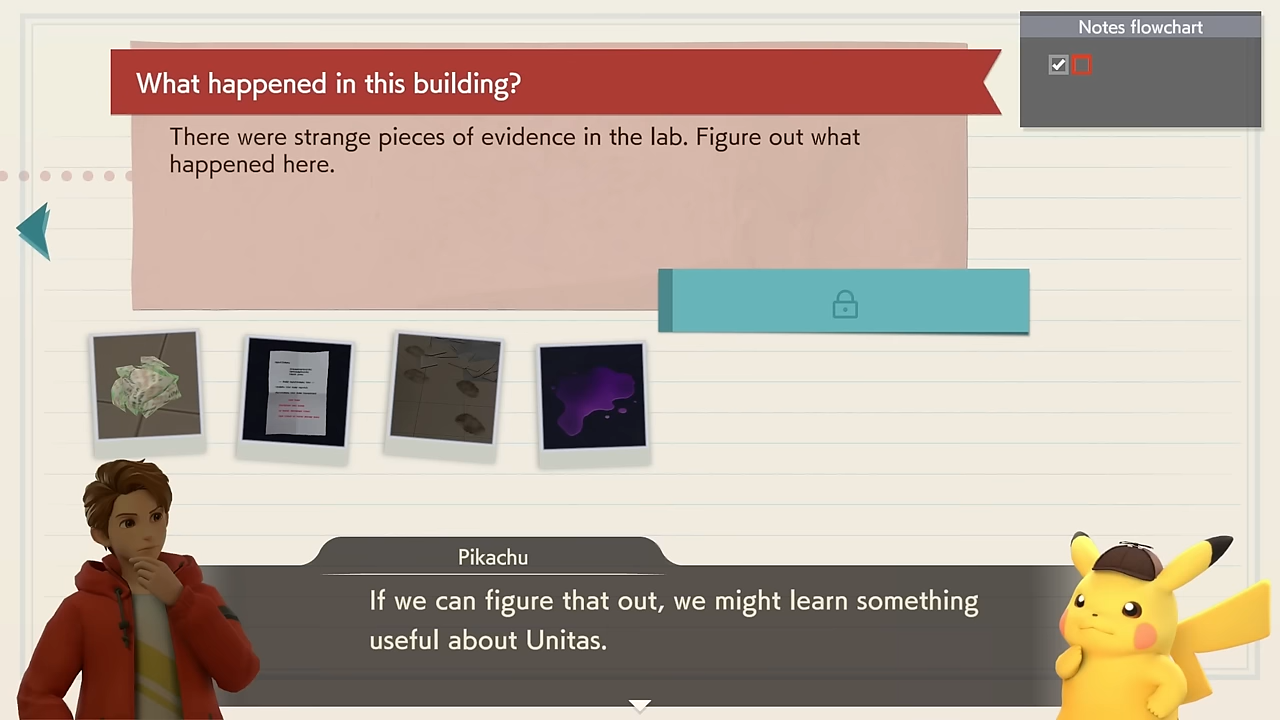 Notes flowchart
What happened in this building?
There were strange pieces of evidence in the lab. Figure out what
happened here.
Pikachu
If we can figure that out, we might learn something
useful about Unitas.